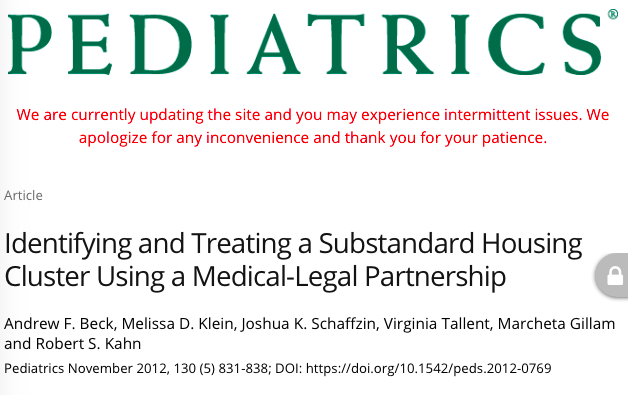 PEDIATRICS®
We are currently updating the site and you may experience intermittent issues. We
apologize for any inconvenience and thank you for your patience.
Article
Identifying and Treating a Substandard Housing
Cluster Using a Medical-Legal Partnership
Andrew F. Beck, Melissa D. Klein, Joshua K. Schaffzin, Virginia Tallent, Marcheta Gillam
and Robert S. Kahn
Pediatrics November 2012, 130 (5) 831-838; DOI: https://doi.org/10.1542/peds.2012-0769